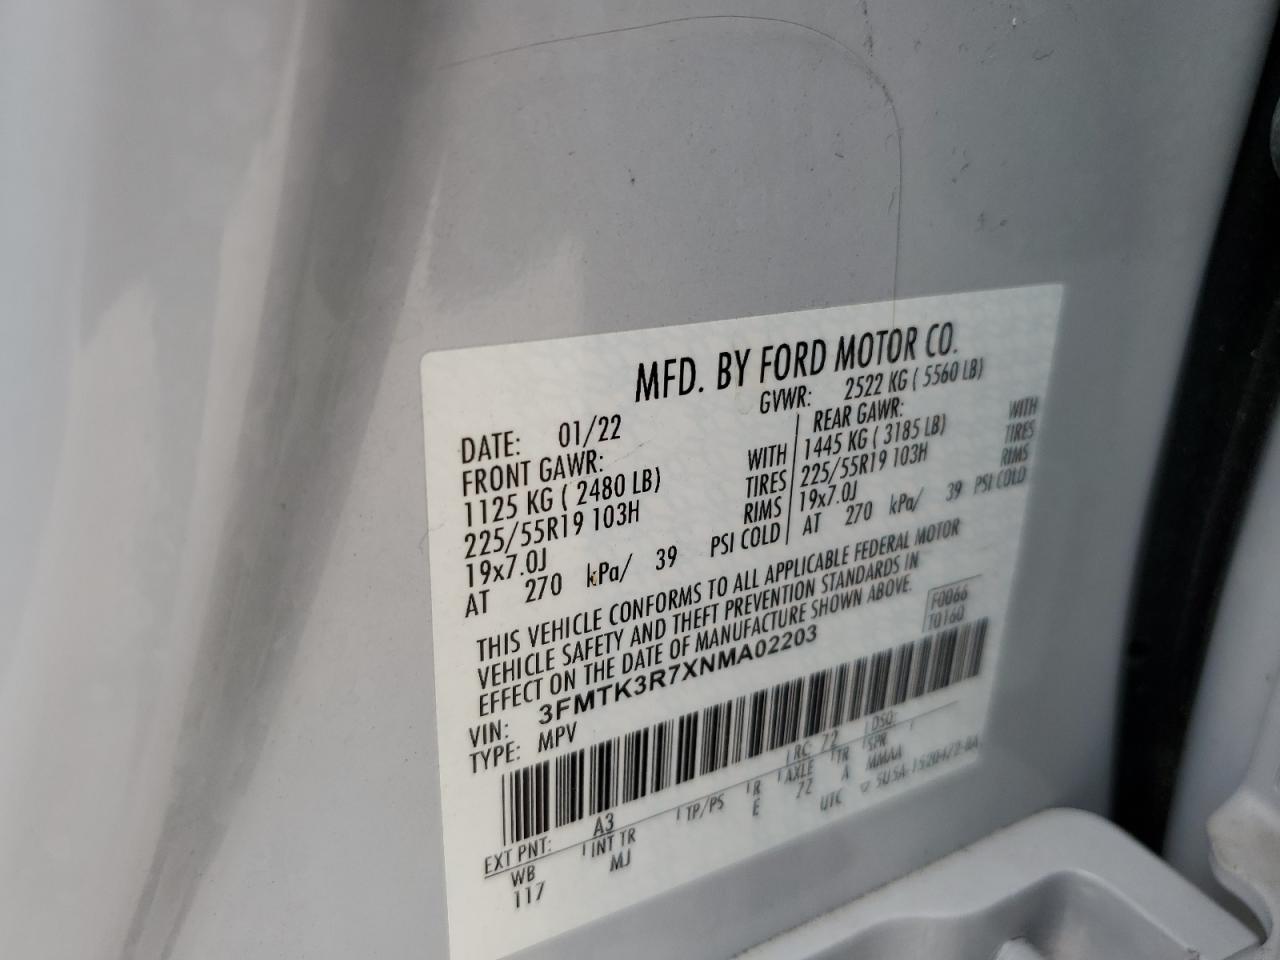 MFD. BY FORD MOTOR CO.
DATE: 01/22 GVWR: 2522 KG ( 5560 LB)
FRONT GAWR: REAR GAWR:
1125 KG ( 2480 LB) WITH 1445 KG ( 3185 LB) WITH
225/55R19 103H TIRES 225/55R19 103H TIRES
19x7.0J RIMS 19x7.0J RIMS
AT 270 kPa/ 39 PSI COLD AT 270 kPa/ 39 PSI COLD
THIS VEHICLE CONFORMS TO ALL APPLICABLE FEDERAL MOTOR
VEHICLE SAFETY AND THEFT PREVENTION STANDARDS IN
EFFECT ON THE DATE OF MANUFACTURE SHOWN ABOVE.
F0066
T0160
VIN: 3FMTK3R7XNMA02203
TYPE: MPV
EXT PNT: A3 RC: 72 DSO:
WB INT TR TP/PS R AXLE TR SPR
117 MJ E 72 A MMAA
UTC